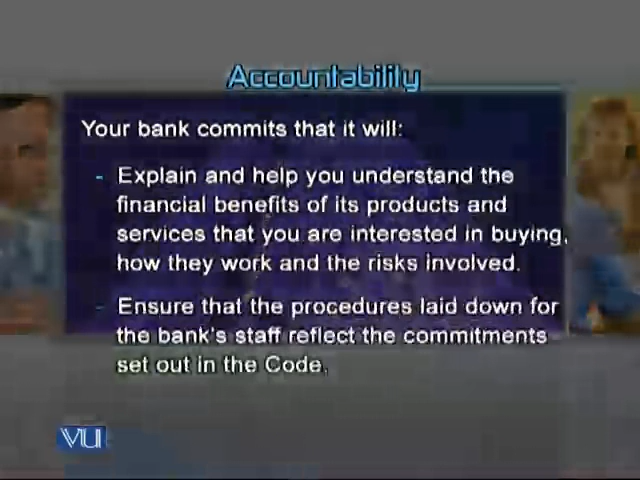 Accountability
Your bank commits that it will:
- Explain and help you understand the
financial benefits of its products and
services that you are interested in buying,
how they work and the risks involved.
- Ensure that the procedures laid down for
the bank's staff reflect the commitments
set out in the Code.
VU